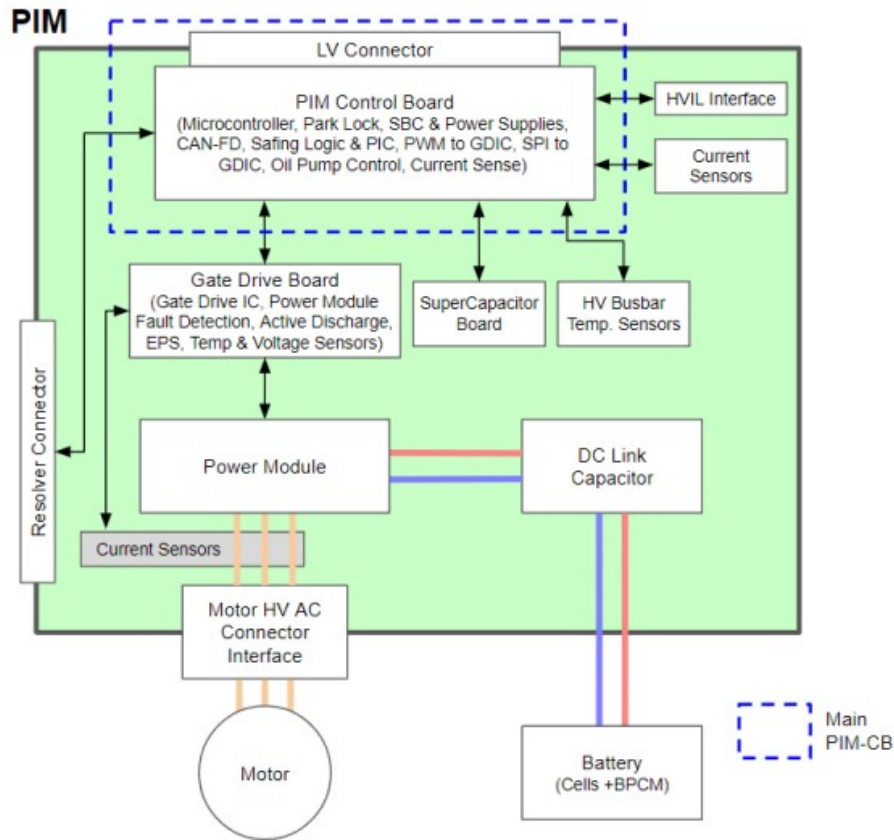 PIM
LV Connector
PIM Control Board
(Microcontroller, Park Lock, SBC & Power Supplies,
CAN-FD, Safing Logic & PIC, PWM to GDIC, SPI to
GDIC, Oil Pump Control, Current Sense)
HVIL Interface
Current
Sensors
Gate Drive Board
(Gate Drive IC, Power Module
Fault Detection, Active Discharge,
EPS, Temp & Voltage Sensors)
SuperCapacitor
Board
HV Busbar
Temp. Sensors
Resolver Connector
Power Module
DC Link
Capacitor
Current Sensors
Motor HV AC
Connector
Interface
Motor
Battery
(Cells +BPCM)
Main
PIM-CB